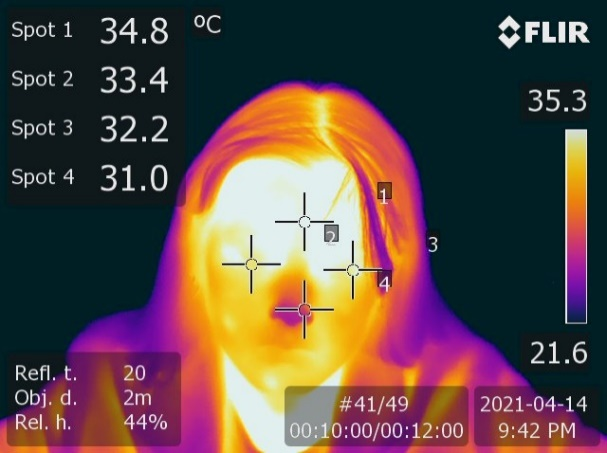 Spot 1 34.8 ºC
Spot 2 33.4
Spot 3 32.2
Spot 4 31.0
FLIR
35.3
1
2
3
4
21.6
Refl. t. 20
Obj. d. 2m
Rel. h. 44%
#41/49
00:10:00/00:12:00
2021-04-14
9:42 PM